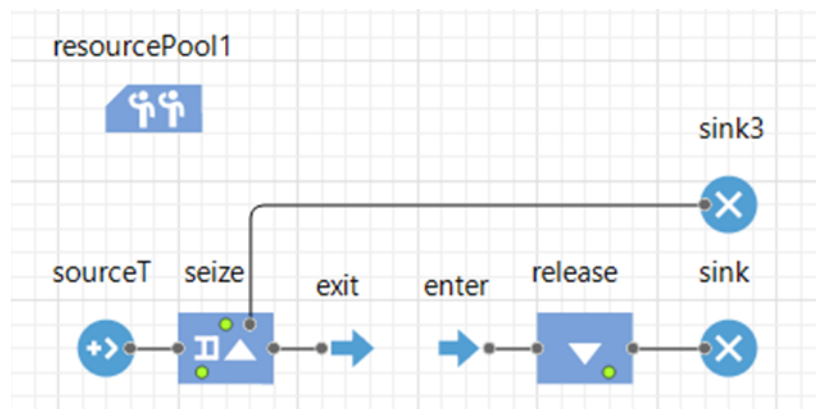 resourcePool1
sink3
sourceT
seize
exit
enter
release
sink